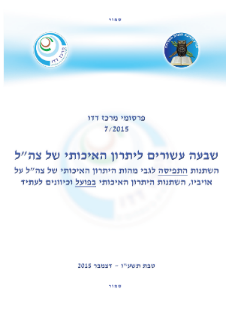 שמור
פרסומי מרכז דדו
7/2015
שבעה עשורים ליתרון האיכותי של צה"ל
השתנות התפיסה לגבי מהות היתרון האיכותי של צה"ל על
אויביו, השתנות היתרון האיכותי בפועל וכיוונים לעתיד
טבת תשע"ו - דצמבר 2015
שמור